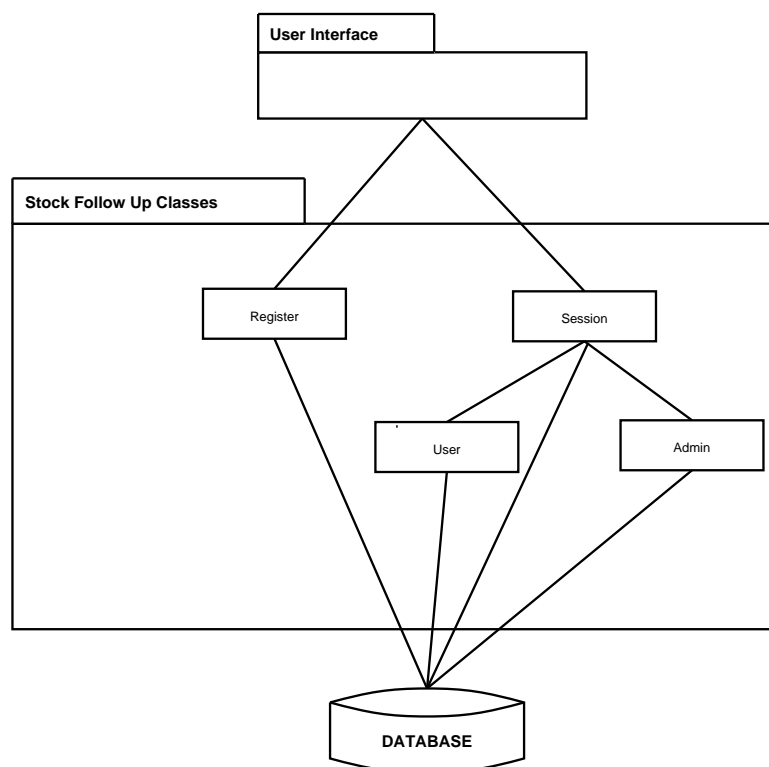 User Interface
Stock Follow Up Classes
Register
Session
User
Admin
DATABASE